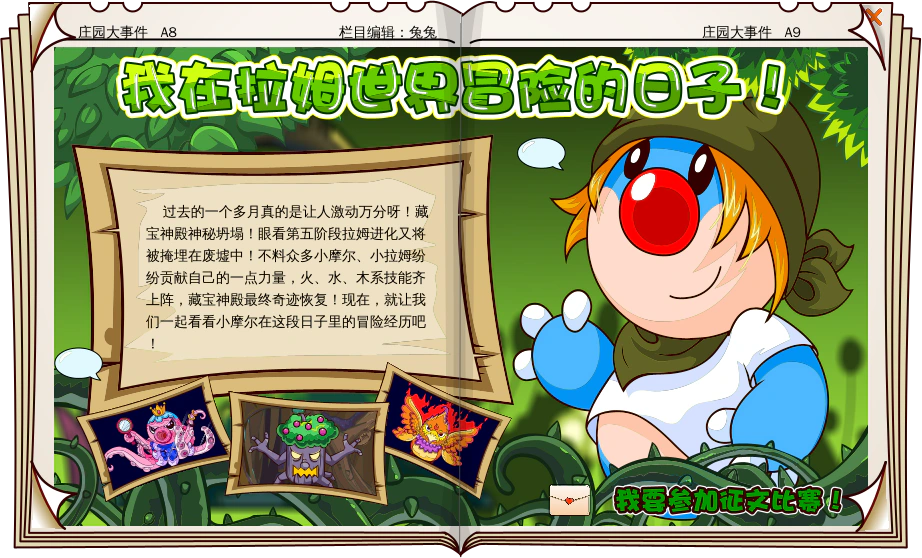 庄园大事件 A8
栏目编辑：兔兔
庄园大事件 A9
我在拉姆世界冒险的日子！
过去的一个多月真的是让人激动万分呀！藏
宝神殿神秘坍塌！眼看第五阶段拉姆进化又将
被掩埋在废墟中！不料众多小摩尔、小拉姆纷
纷贡献自己的一点力量，火、水、木系技能齐
上阵，藏宝神殿最终奇迹恢复！现在，就让我
们一起看看小摩尔在这段日子里的冒险经历吧
！
我要参加征文比赛！